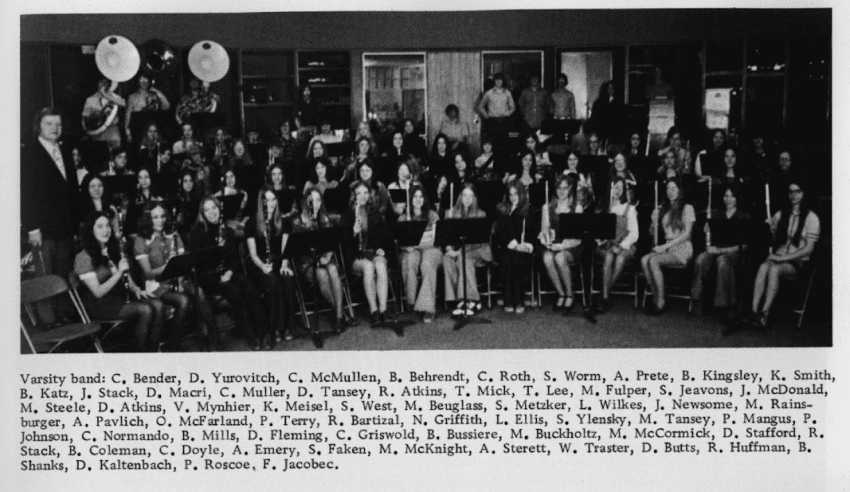 Varsity band: C. Bender, D. Yurovitch, C. McMullen, B. Behrendt, C. Roth, S. Worm, A. Prete, B. Kingsley, K. Smith,
B. Katz, J. Stack, D. Macri, C. Muller, D. Tansey, R. Atkins, T. Mick, T. Lee, M. Fulper, S. Jeavons, J. McDonald,
M. Steele, D. Atkins, V. Mynhier, K. Meisel, S. West, M. Beuglass, S. Metzker, L. Wilkes, J. Newsome, M. Rains-
burger, A. Pavlich, O. McFarland, P. Terry, R. Bartizal, N. Griffith, L. Ellis, S. Ylensky, M. Tansey, P. Mangus, P.
Johnson, C. Normando, B. Mills, D. Fleming, C. Griswold, B. Bussiere, M. Buckholtz, M. McCormick, D. Stafford, R.
Stack, B. Coleman, C. Doyle, A. Emery, S. Faken, M. McKnight, A. Sterett, W. Traster, D. Butts, R. Huffman, B.
Shanks, D. Kaltenbach, P. Roscoe, F. Jacobec.